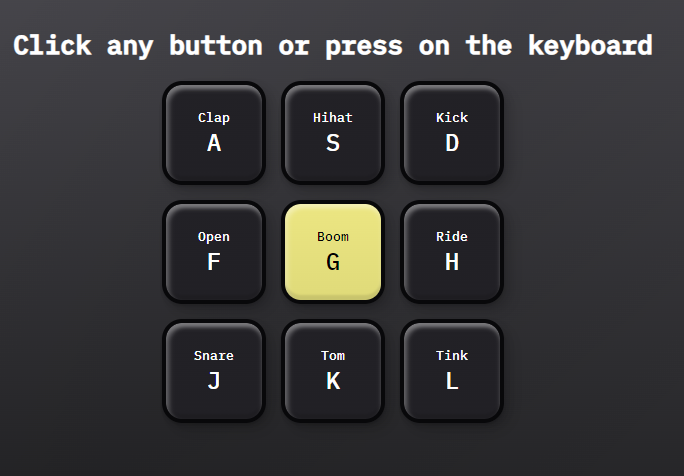 Click any button or press on the keyboard
Clap
A
Hihat
S
Kick
D
Open
F
Boom
G
Ride
H
Snare
J
Tom
K
Tink
L